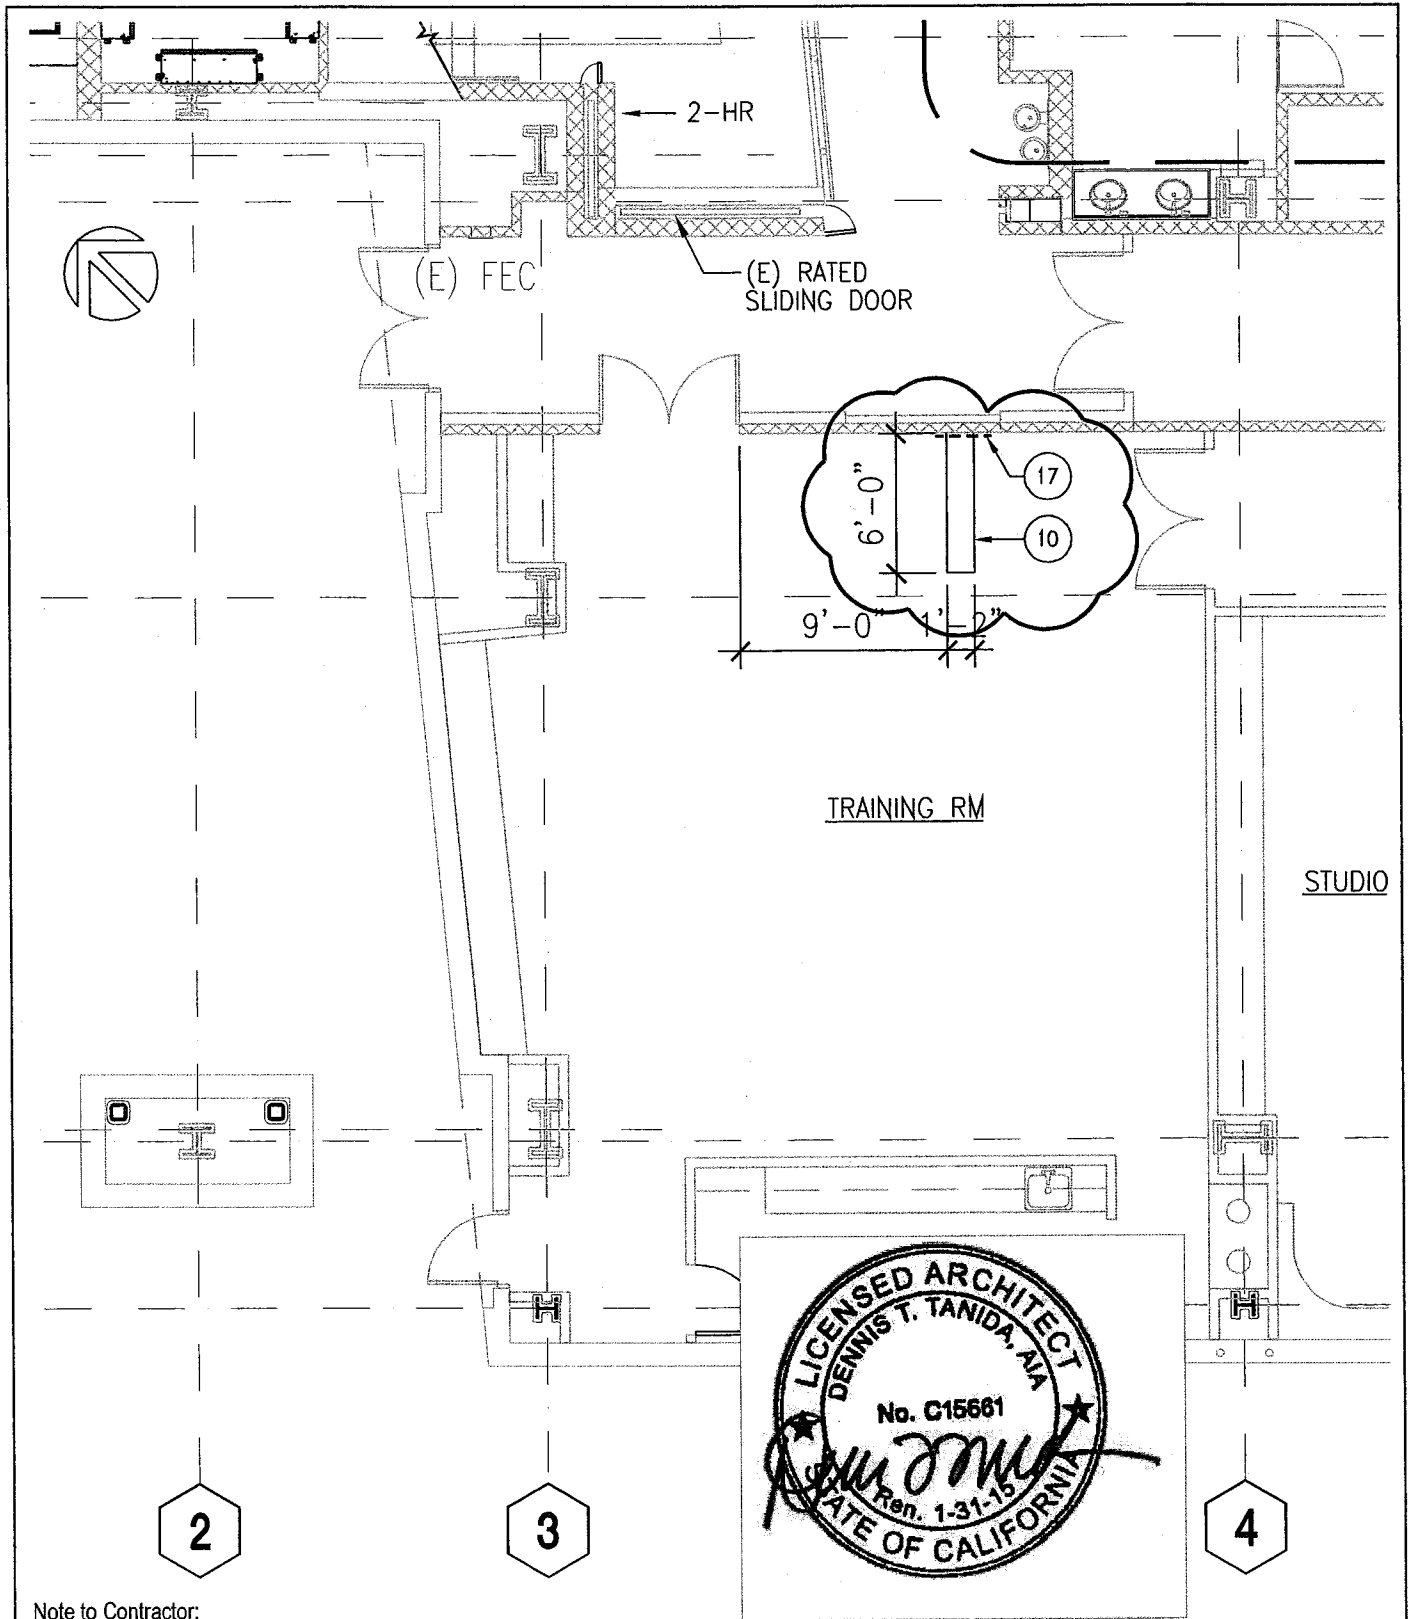 2-HR
(E) FEC
(E) RATED
SLIDING DOOR
17
6'-0"
10
9'-0"
1'-2"
TRAINING RM
STUDIO
LICENSED ARCHITECT
DENNIS T. TANIDA, AIA
No. C15661
Ren. 1-31-15
STATE OF CALIFORNIA
2
3
4
Note to Contractor: